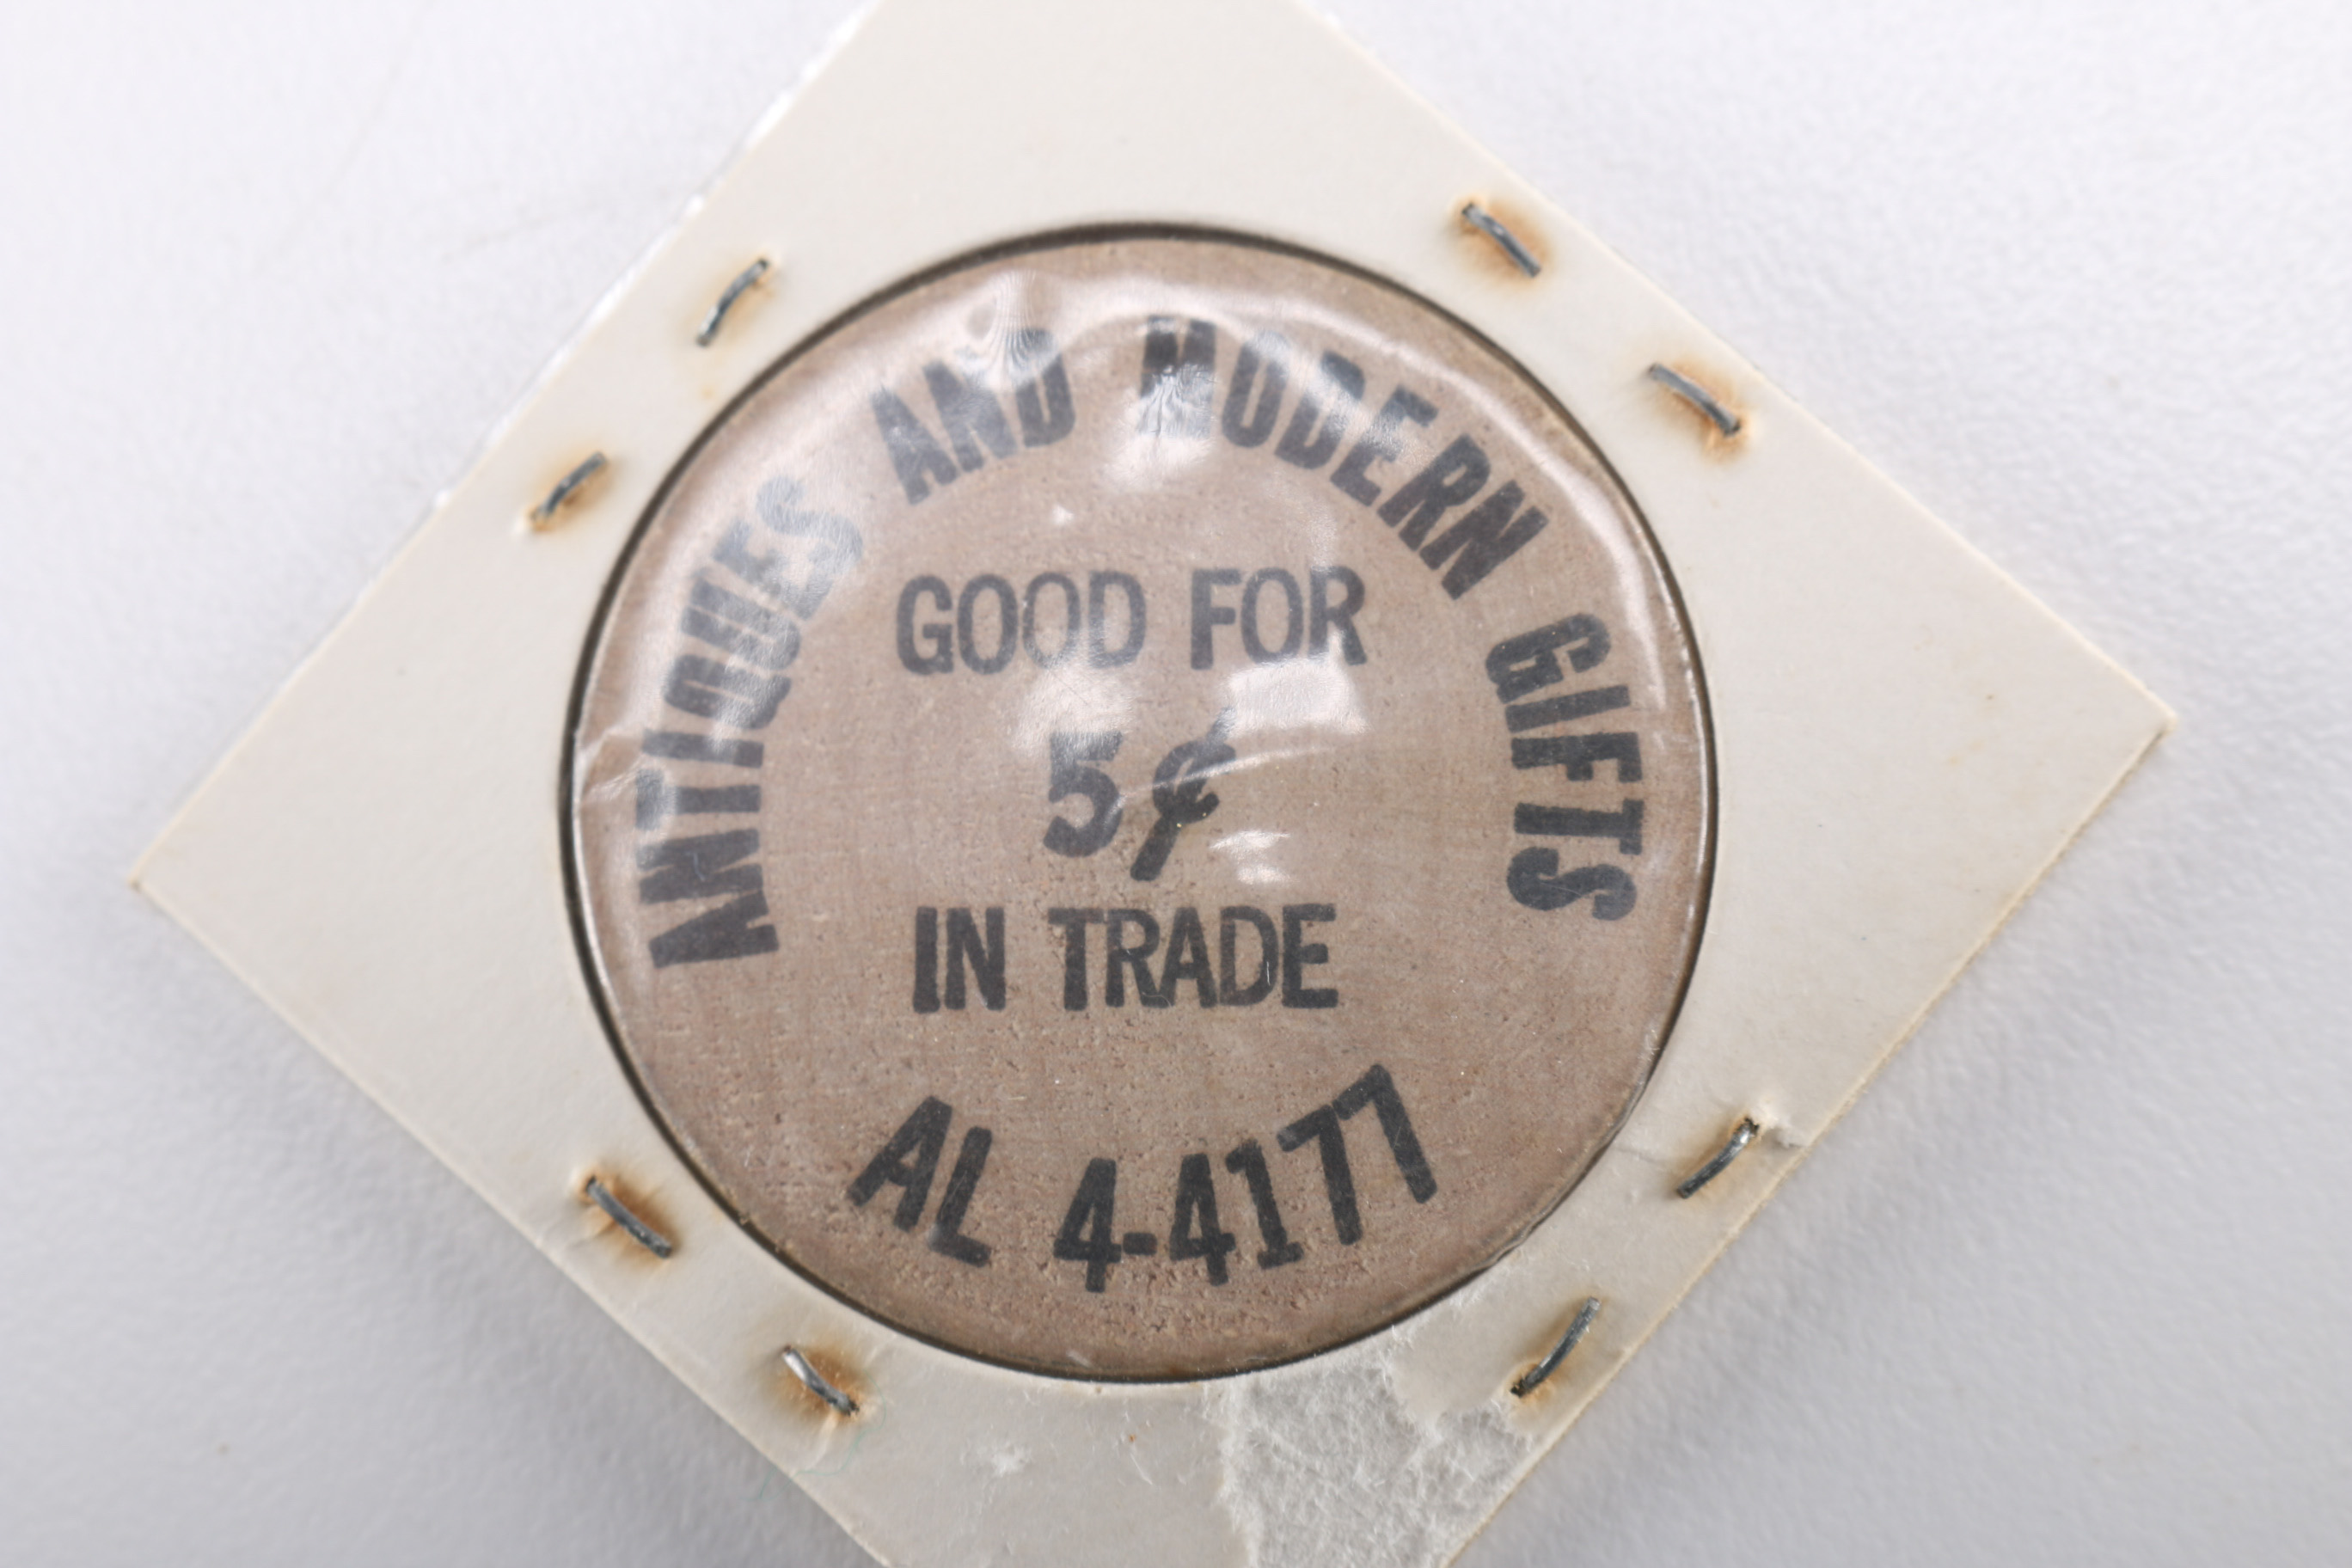 ANTIQUES AND MODERN GIFTS
GOOD FOR
5¢
IN TRADE
AL 4-4177